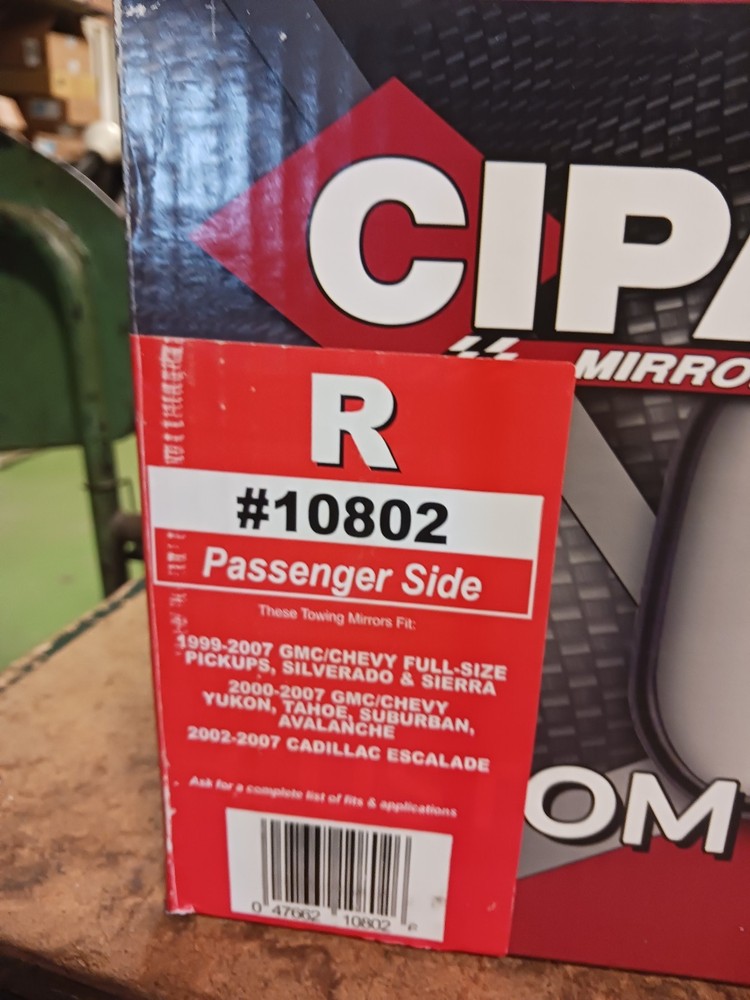 CIPA
MIRRO
R
#10802
Passenger Side
These Towing Mirrors Fit:
1999-2007 GMC/CHEVY FULL-SIZE
PICKUPS, SILVERADO & SIERRA
2000-2007 GMC/CHEVY
YUKON, TAHOE, SUBURBAN,
AVALANCHE
2002-2007 CADILLAC ESCALADE
Ask for a complete list of fits & applications
OM
0 47662 10802